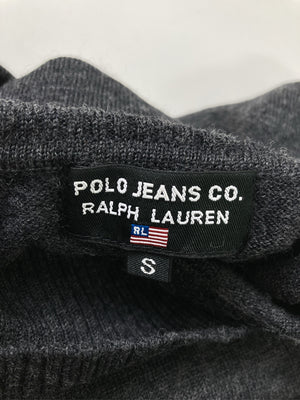 POLO JEANS CO.
RALPH LAUREN
RL
S